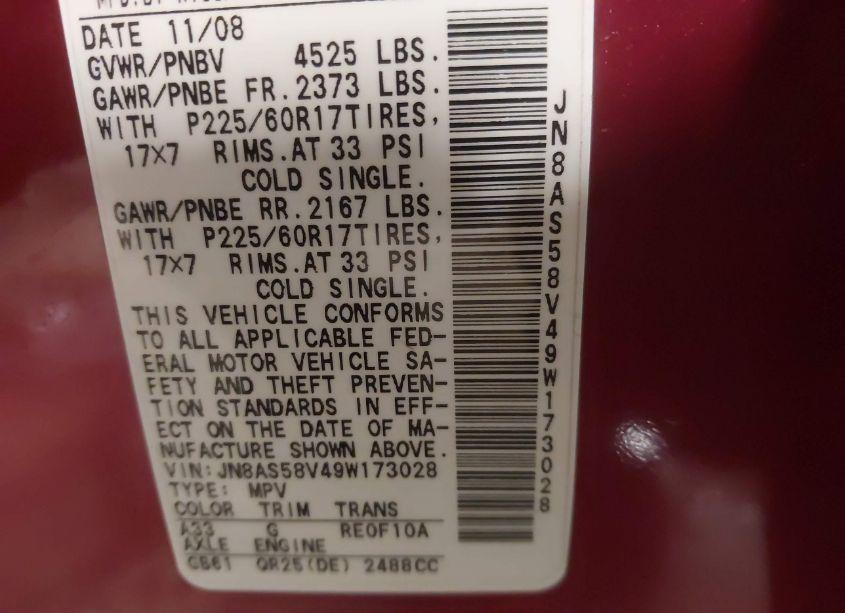 DATE 11/08
GVWR/PNBV 4525 LBS.
GAWR/PNBE FR.2373 LBS.
WITH P225/60R17TIRES,
17X7 RIMS.AT 33 PSI
COLD SINGLE.
GAWR/PNBE RR.2167 LBS.
WITH P225/60R17TIRES,
17X7 RIMS.AT 33 PSI
COLD SINGLE.
THIS VEHICLE CONFORMS
TO ALL APPLICABLE FED-
ERAL MOTOR VEHICLE SA-
FETY AND THEFT PREVEN-
TION STANDARDS IN EFF-
ECT ON THE DATE OF MA-
NUFACTURE SHOWN ABOVE.
VIN:JN8AS58V49W173028
TYPE: MPV
COLOR TRIM TRANS
A33 G RE0F10A
AXLE ENGINE
CB61 QR25(DE) 2488CC
JN8AS58V49W173028